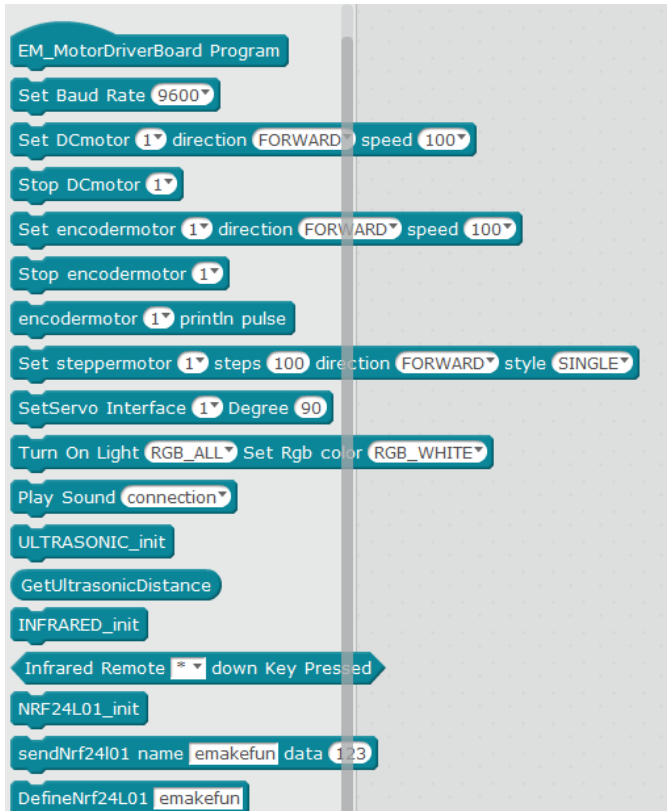 EM_MotorDriverBoard Program
Set Baud Rate 9600
Set DCmotor 1 direction FORWARD speed 100
Stop DCmotor 1
Set encodermotor 1 direction FORWARD speed 100
Stop encodermotor 1
encodermotor 1 println pulse
Set steppermotor 1 steps 100 direction FORWARD style SINGLE
SetServo Interface 1 Degree 90
Turn On Light RGB_ALL Set Rgb color RGB_WHITE
Play Sound connection
ULTRASONIC_init
GetUltrasonicDistance
INFRARED_init
Infrared Remote * down Key Pressed
NRF24L01_init
sendNrf24l01 name emakefun data 123
DefineNrf24L01 emakefun